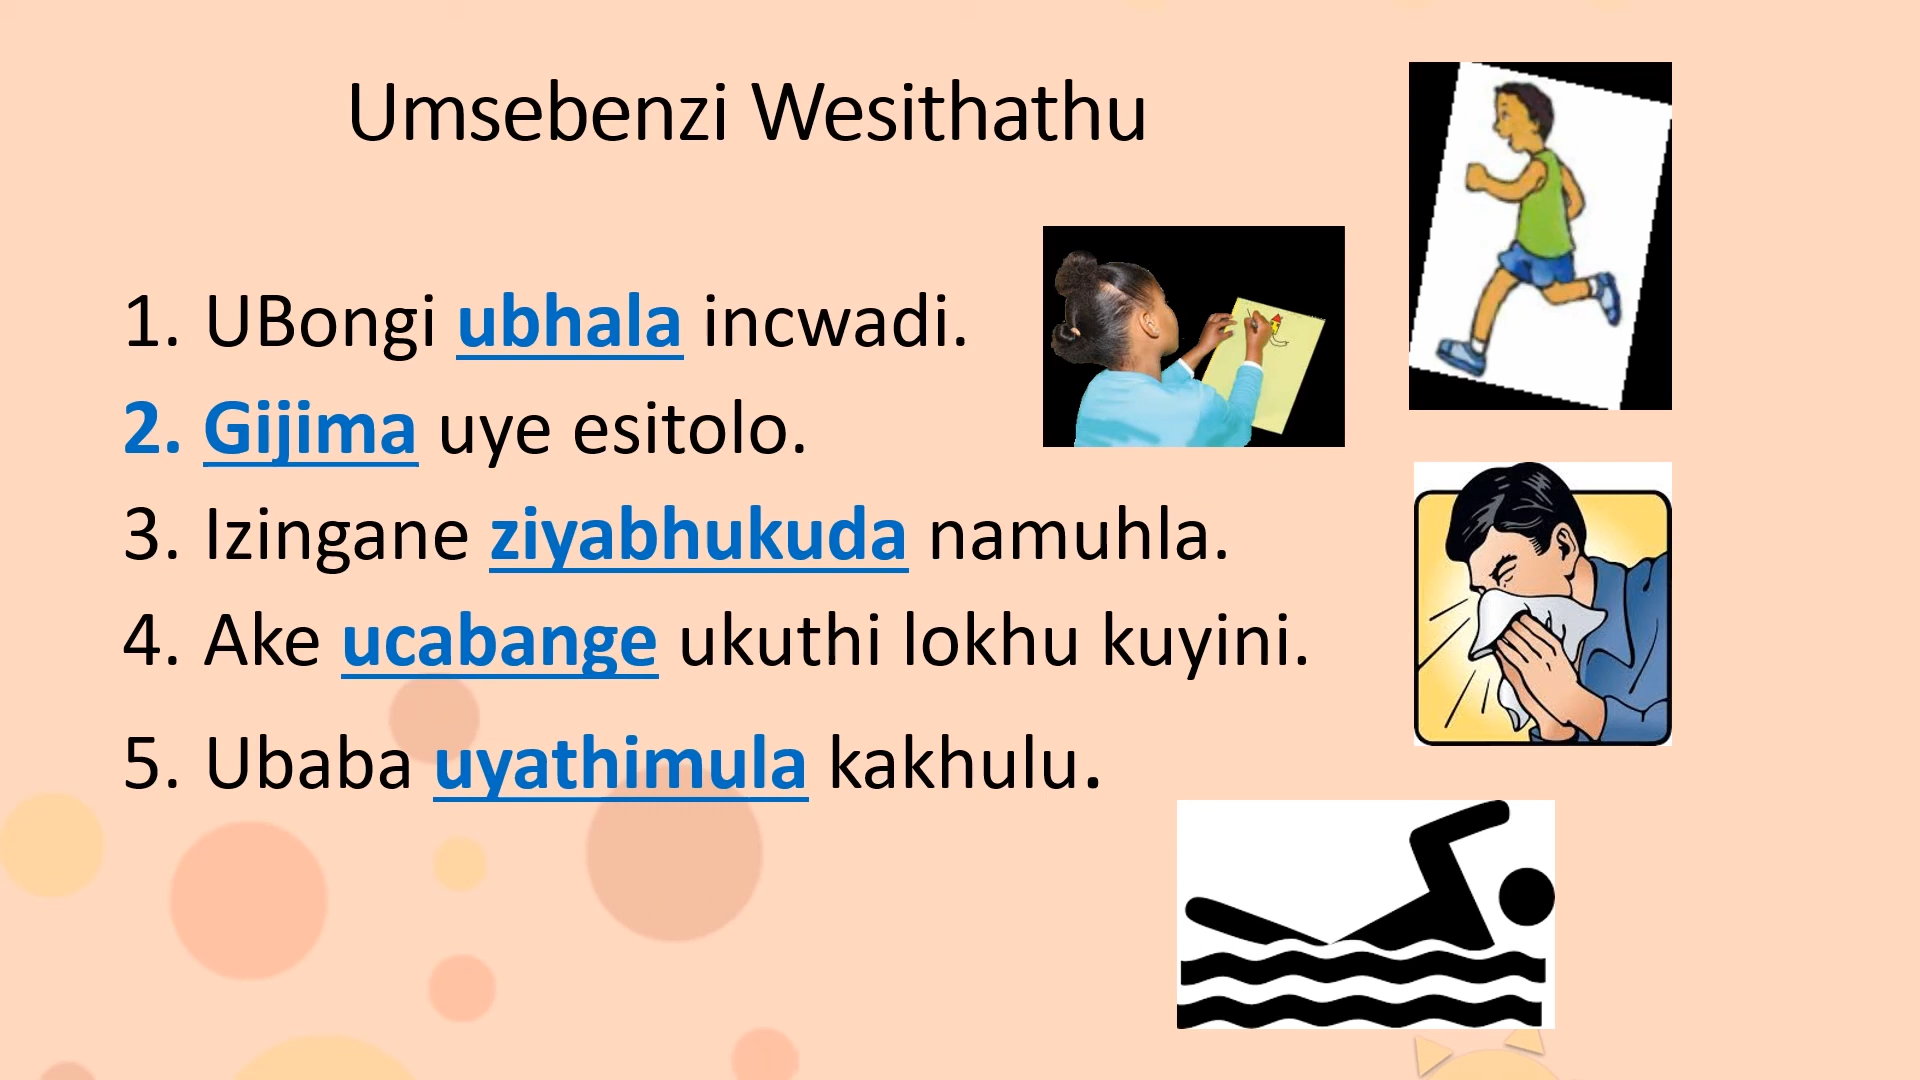 Umsebenzi Wesithathu
1. UBongi ubhala incwadi.
2. Gijima uye esitolo.
3. Izingane ziyabhukuda namuhla.
4. Ake ucabange ukuthi lokhu kuyini.
5. Ubaba uyathimula kakhulu.